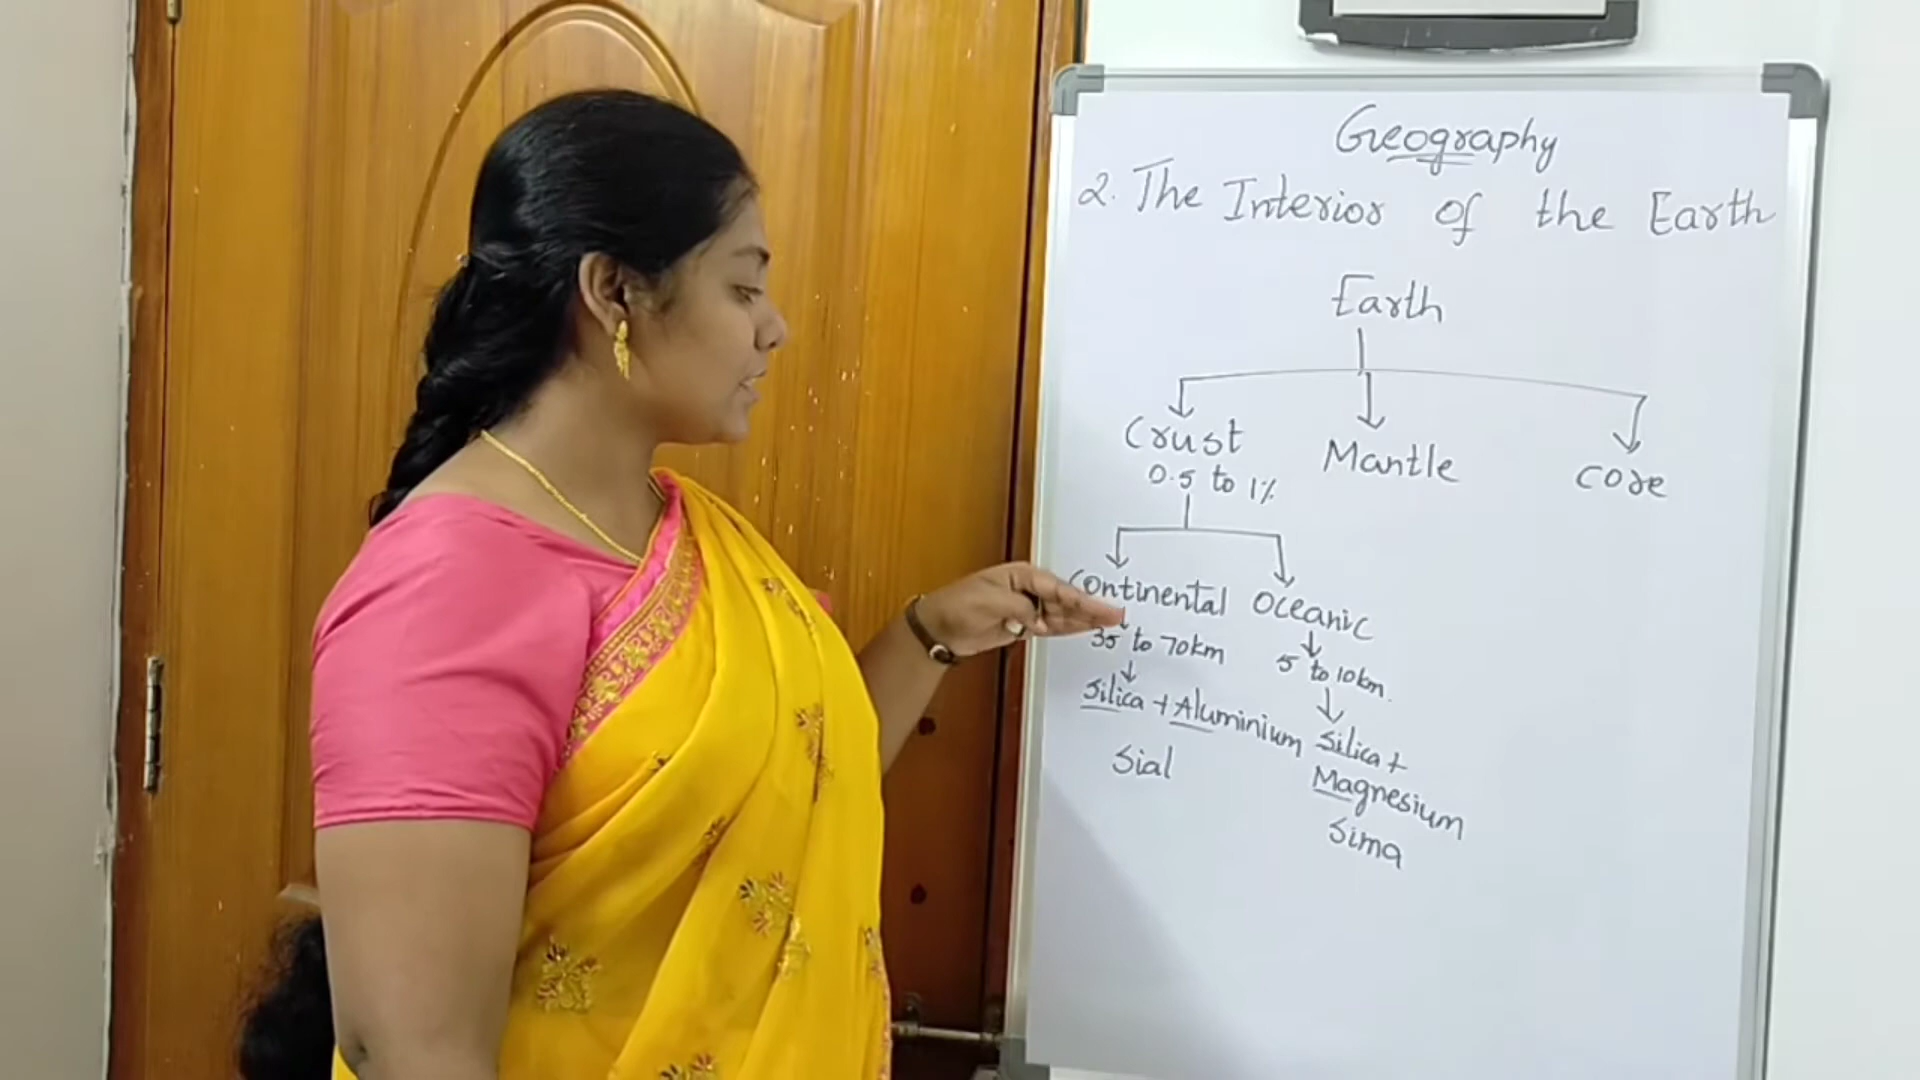 Geography
2. The Interior of the Earth
Earth
Crust Mantle Core
0.5 to 1%
Continental Oceanic
35 to 70km 5 to 10km.
Silica + Aluminium Silica +
Magnesium
Sial Sima